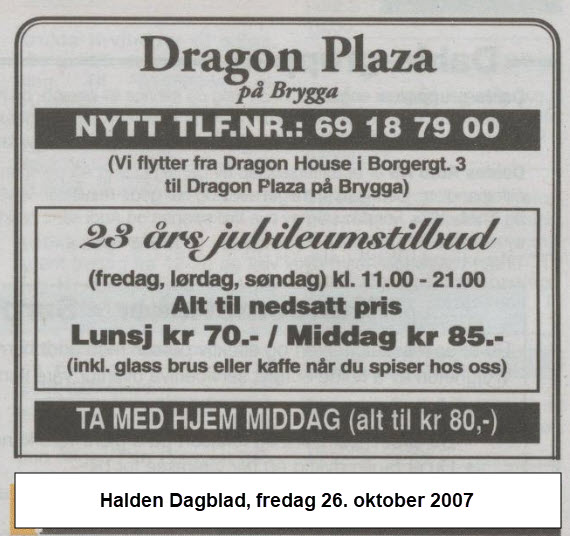 Dragon Plaza
på Brygga
NYTT TLF.NR.: 69 18 79 00
(Vi flytter fra Dragon House i Borgergt. 3
til Dragon Plaza på Brygga)
23 års jubileumstilbud
(fredag, lørdag, søndag) kl. 11.00 - 21.00
Alt til nedsatt pris
Lunsj kr 70.- / Middag kr 85.-
(inkl. glass brus eller kaffe når du spiser hos oss)
TA MED HJEM MIDDAG (alt til kr 80,-)
Halden Dagblad, fredag 26. oktober 2007